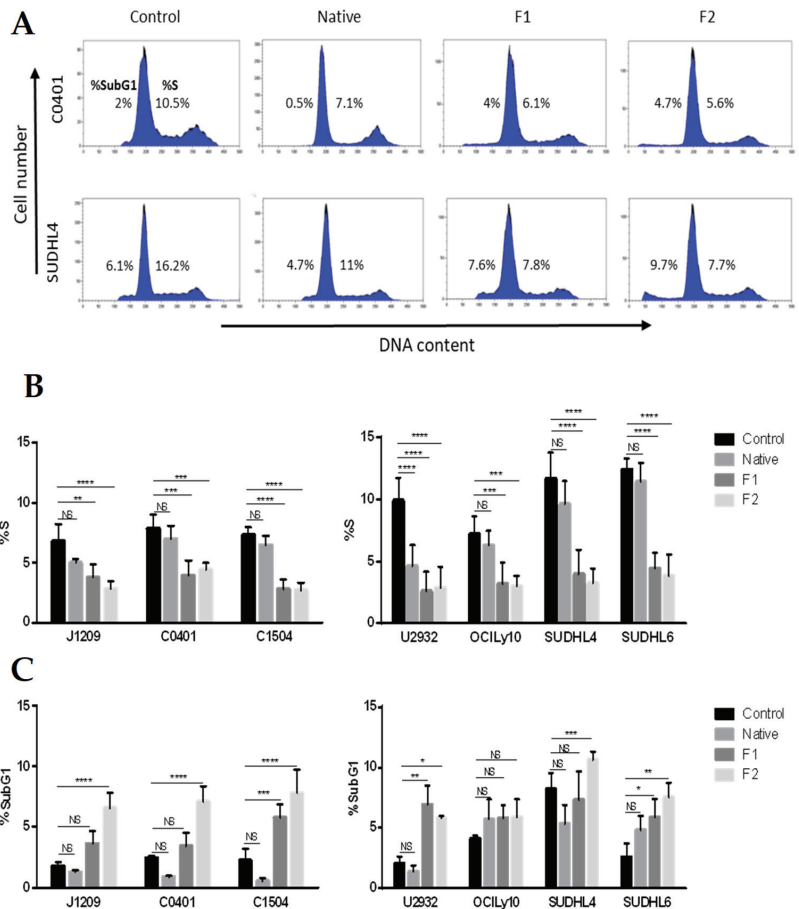 A
Control Native F1 F2
%SubG1 %S
2% 10.5% 0.5% 7.1% 4% 6.1% 4.7% 5.6%
C0401
Cell number
6.1% 16.2% 4.7% 11% 7.6% 7.8% 9.7% 7.7%
SUDHL4
DNA content
B
%S
15
10
5
0
****
**
NS
***
***
NS
****
****
NS
J1209 C0401 C1504
%S
15
10
5
0
****
****
****
***
***
NS
****
****
NS
****
****
NS
U2932 OCILy10 SUDHL4 SUDHL6
Control
Native
F1
F2
C
%SubG1
15
10
5
0
****
NS
NS
****
NS
NS
****
***
NS
J1209 C0401 C1504
%SubG1
15
10
5
0
*
**
NS
NS
NS
NS
***
NS
NS
**
*
NS
U2932 OCILy10 SUDHL4 SUDHL6
Control
Native
F1
F2